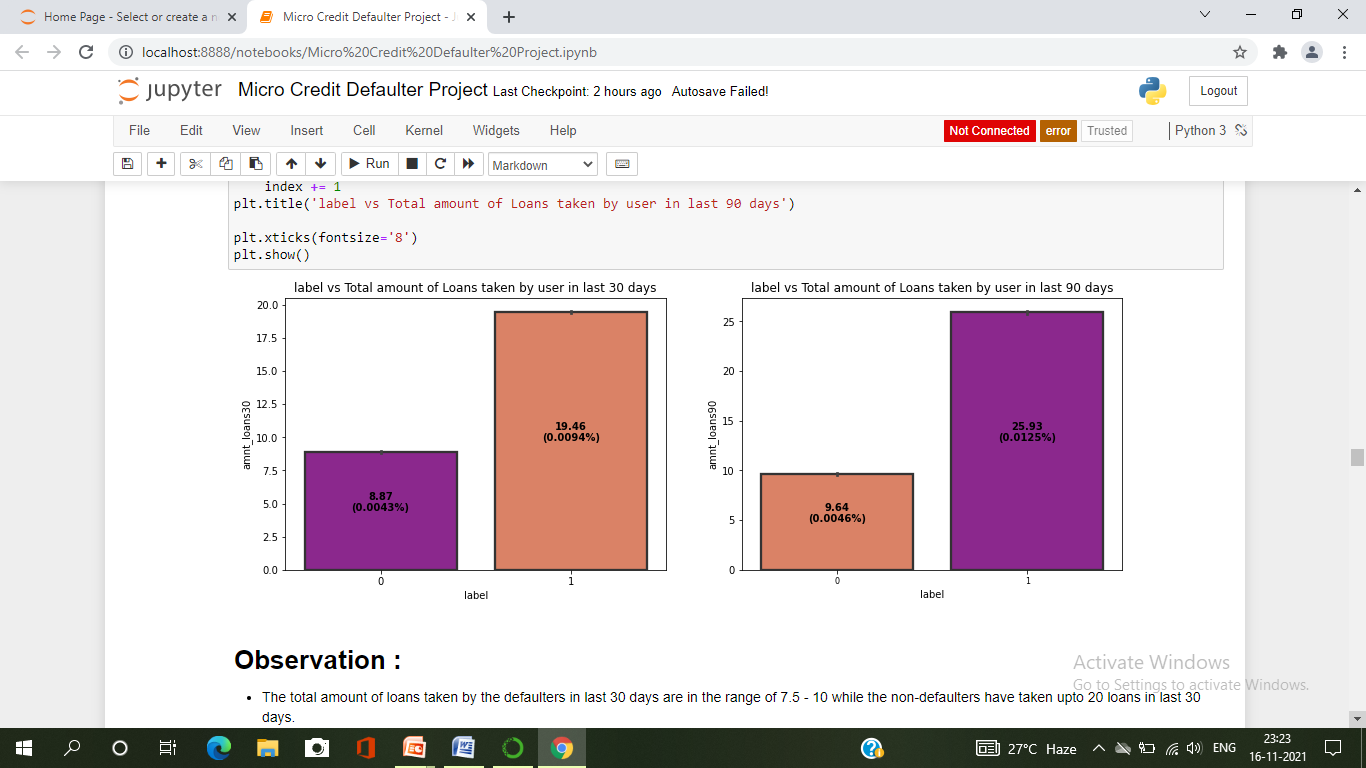 Home Page - Select or create a n
Micro Credit Defaulter Project - J
localhost:8888/notebooks/Micro%20Credit%20Defaulter%20Project.ipynb
jupyter Micro Credit Defaulter Project Last Checkpoint: 2 hours ago Autosave Failed!
Logout
File Edit View Insert Cell Kernel Widgets Help
Not Connected error Trusted Python 3
Run Markdown
index += 1
plt.title('label vs Total amount of Loans taken by user in last 90 days')
plt.xticks(fontsize='8')
plt.show()
label vs Total amount of Loans taken by user in last 30 days
20.0
17.5
15.0
12.5
10.0
7.5
5.0
2.5
0.0
amnt_loans30
19.46
(0.0094%)
8.87
(0.0043%)
0 1
label
label vs Total amount of Loans taken by user in last 90 days
25
20
15
10
5
0
amnt_loans90
25.93
(0.0125%)
9.64
(0.0046%)
0 1
label
Observation :
Activate Windows
Go to Settings to activate Windows.
• The total amount of loans taken by the defaulters in last 30 days are in the range of 7.5 - 10 while the non-defaulters have taken upto 20 loans in last 30
days.
27°C Haze
ENG
23:23
16-11-2021